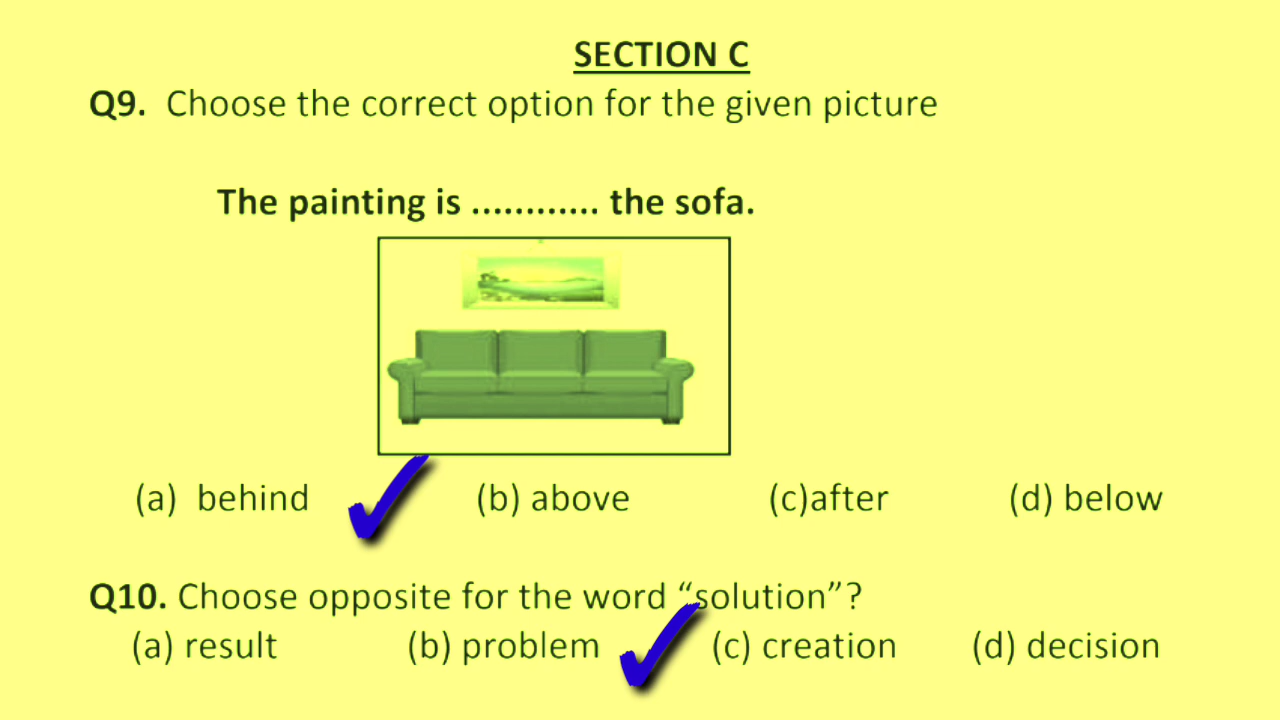 SECTION C
Q9. Choose the correct option for the given picture
The painting is ............ the sofa.
(a) behind (b) above (c)after (d) below
Q10. Choose opposite for the word “solution”?
(a) result (b) problem (c) creation (d) decision